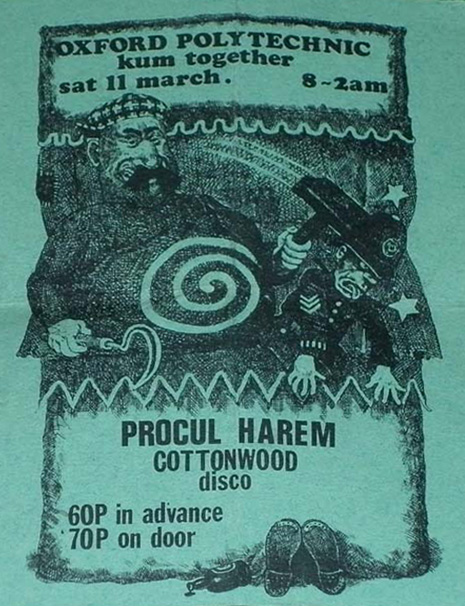 OXFORD POLYTECHNIC
kum together
sat 11 march. 8-2am
PROCUL HAREM
COTTONWOOD
disco
60P in advance
70P on door